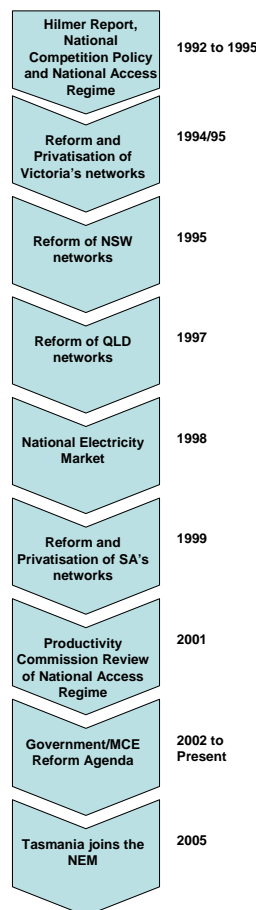 Hilmer Report,
National
Competition Policy
and National Access
Regime
1992 to 1995
Reform and
Privatisation of
Victoria's networks
1994/95
Reform of NSW
networks
1995
Reform of QLD
networks
1997
National Electricity
Market
1998
Reform and
Privatisation of SA's
networks
1999
Productivity
Commission Review
of National Access
Regime
2001
Government/MCE
Reform Agenda
2002 to
Present
Tasmania joins the
NEM
2005